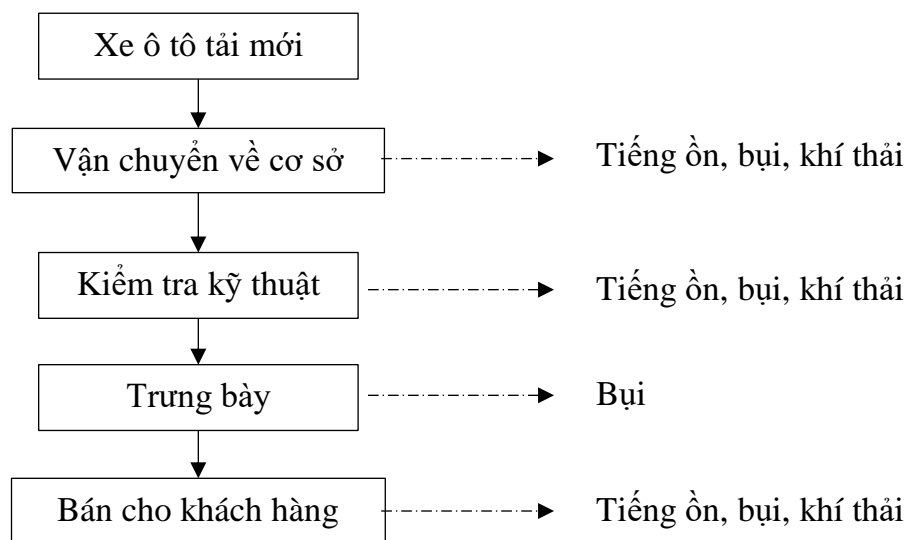 Xe ô tô tải mới
Vận chuyển về cơ sở
Tiếng ồn, bụi, khí thải
Kiểm tra kỹ thuật
Tiếng ồn, bụi, khí thải
Trưng bày
Bụi
Bán cho khách hàng
Tiếng ồn, bụi, khí thải